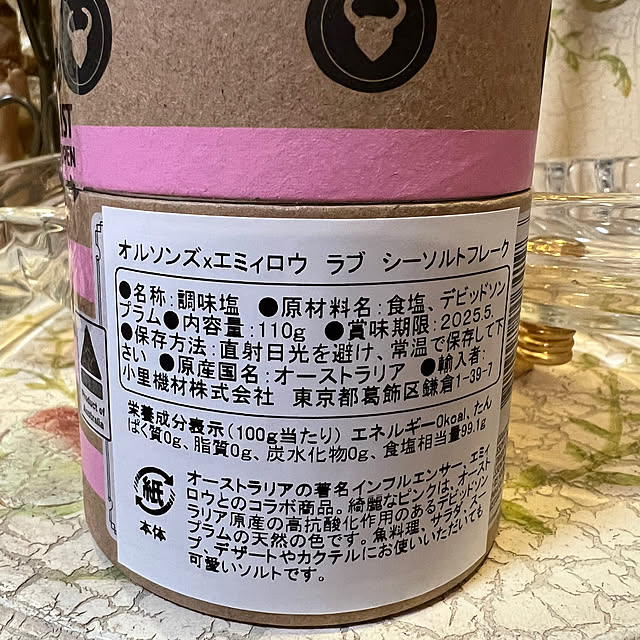 オルソンズxエミィロウ ラブ シーソルトフレーク
●名称:調味塩 ●原材料名:食塩、デビッドソン
プラム●内容量:110g ●賞味期限:2025.5.
●保存方法:直射日光を避け、常温で保存して下
さい ●原産国名:オーストラリア ●輸入者:
小里機材株式会社 東京都葛飾区鎌倉1-39-7
栄養成分表示(100g当たり) エネルギー0kcal、たん
ぱく質0g、脂質0g、炭水化物0g、食塩相当量99.1g
オーストラリアの著名インフルエンサー、エミィ
ロウとのコラボ商品。綺麗なピンクは、オースト
ラリア原産の高抗酸化作用のあるデビッドソン
プラムの天然の色です。魚料理、サラダ、スー
プ、デザートやカクテルにお使いいただいても
可愛いソルトです。
紙
本体
Product of
Australia